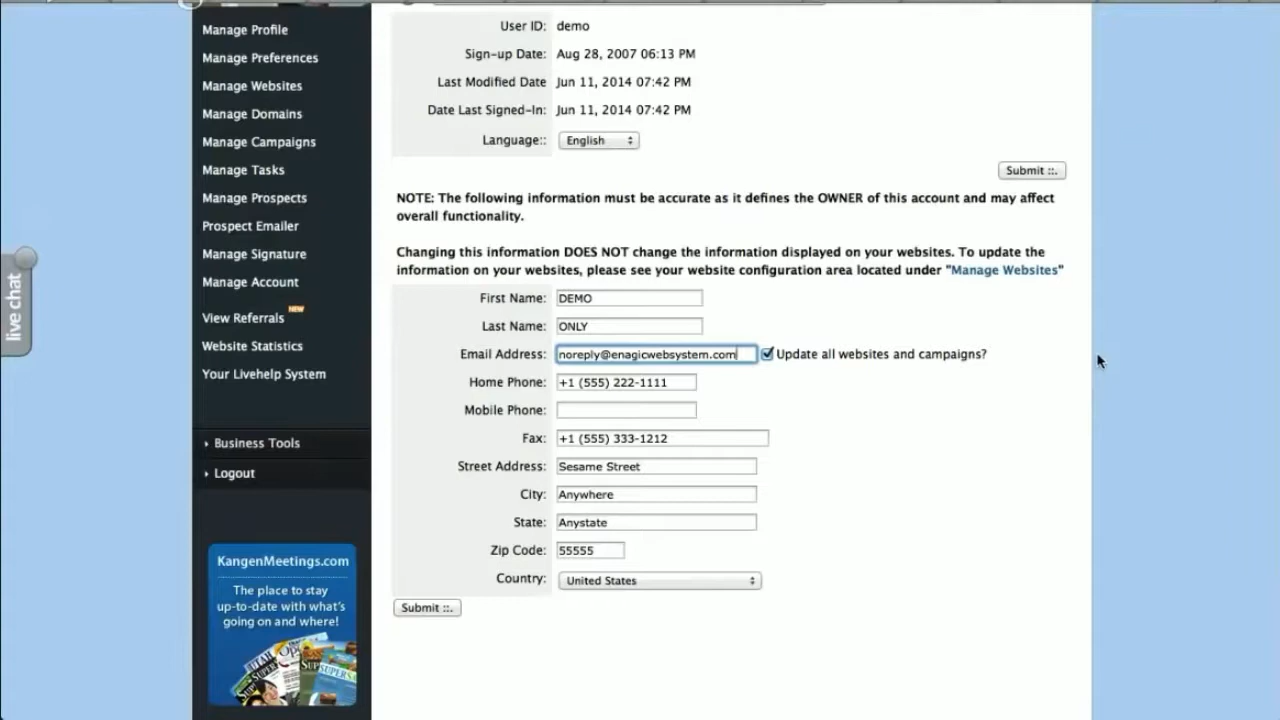 Manage Profile
Manage Preferences
Manage Websites
Manage Domains
Manage Campaigns
Manage Tasks
Manage Prospects
Prospect Emailer
Manage Signature
Manage Account
View Referrals NEW
Website Statistics
Your Livehelp System
Business Tools
Logout
KangenMeetings.com
The place to stay
up-to-date with what's
going on and where!
live chat
User ID: demo
Sign-up Date: Aug 28, 2007 06:13 PM
Last Modified Date Jun 11, 2014 07:42 PM
Date Last Signed-In: Jun 11, 2014 07:42 PM
Language:: English
Submit ::.
NOTE: The following information must be accurate as it defines the OWNER of this account and may affect
overall functionality.
Changing this information DOES NOT change the information displayed on your websites. To update the
information on your websites, please see your website configuration area located under "Manage Websites"
First Name: DEMO
Last Name: ONLY
Email Address: noreply@enagicwebsystem.com Update all websites and campaigns?
Home Phone: +1 (555) 222-1111
Mobile Phone:
Fax: +1 (555) 333-1212
Street Address: Sesame Street
City: Anywhere
State: Anystate
Zip Code: 55555
Country: United States
Submit ::.